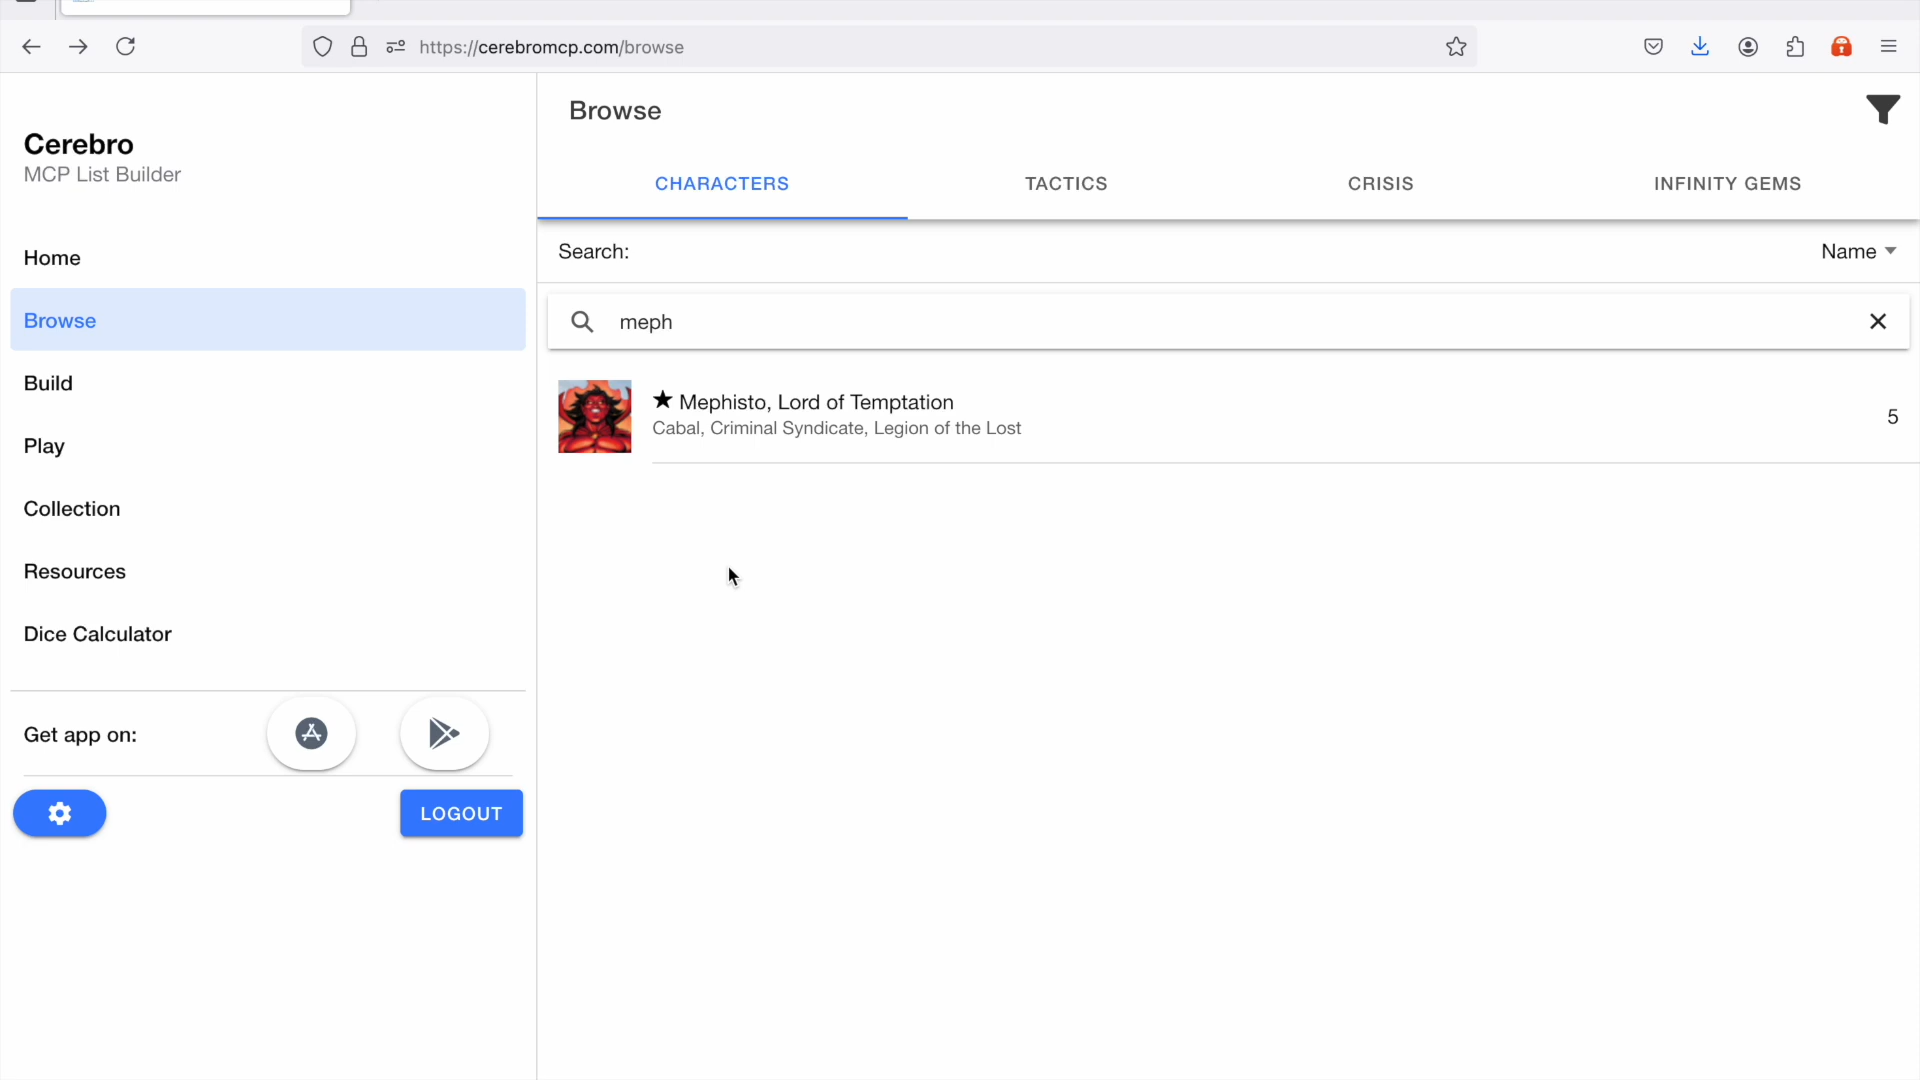 https://cerebromcp.com/browse
Cerebro
MCP List Builder
Home
Browse
Build
Play
Collection
Resources
Dice Calculator
Get app on:
LOGOUT
Browse
CHARACTERS
TACTICS
CRISIS
INFINITY GEMS
Search:
Name
meph
Mephisto, Lord of Temptation
Cabal, Criminal Syndicate, Legion of the Lost
5